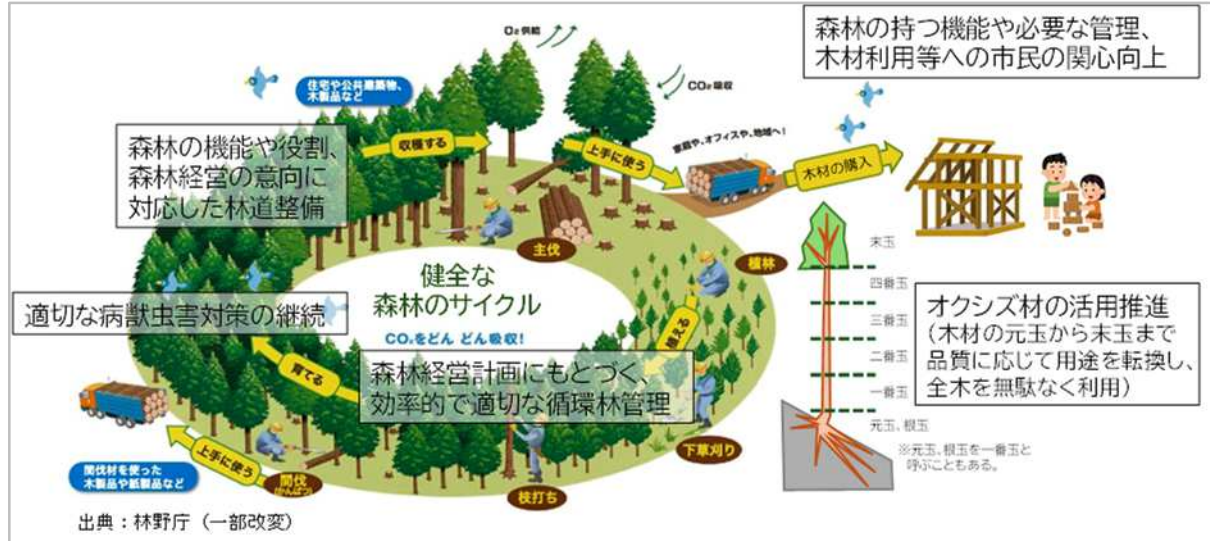 O₂供給
CO₂吸収
森林の持つ機能や必要な管理、
木材利用等への市民の関心向上
住宅や公共建築物、
木製品など
森林の機能や役割、
森林経営の意向に
対応した林道整備
収穫する
上手に使う
家庭や、オフィスや、地域へ!
木材の購入
主伐
植林
健全な
森林のサイクル
CO₂をどんどん吸収!
植える
適切な病獣虫害対策の継続
育てる
森林経営計画にもとづく、
効率的で適切な循環林管理
末玉
四番玉
三番玉
二番玉
一番玉
元玉、根玉
※元玉、根玉を一番玉と
呼ぶこともある。
オクシズ材の活用推進
(木材の元玉から末玉まで
品質に応じて用途を転換し、
全木を無駄なく利用)
下草刈り
枝打ち
間伐
(かんばつ)
上手に使う
間伐材を使った
木製品や紙製品など
出典:林野庁(一部改変)